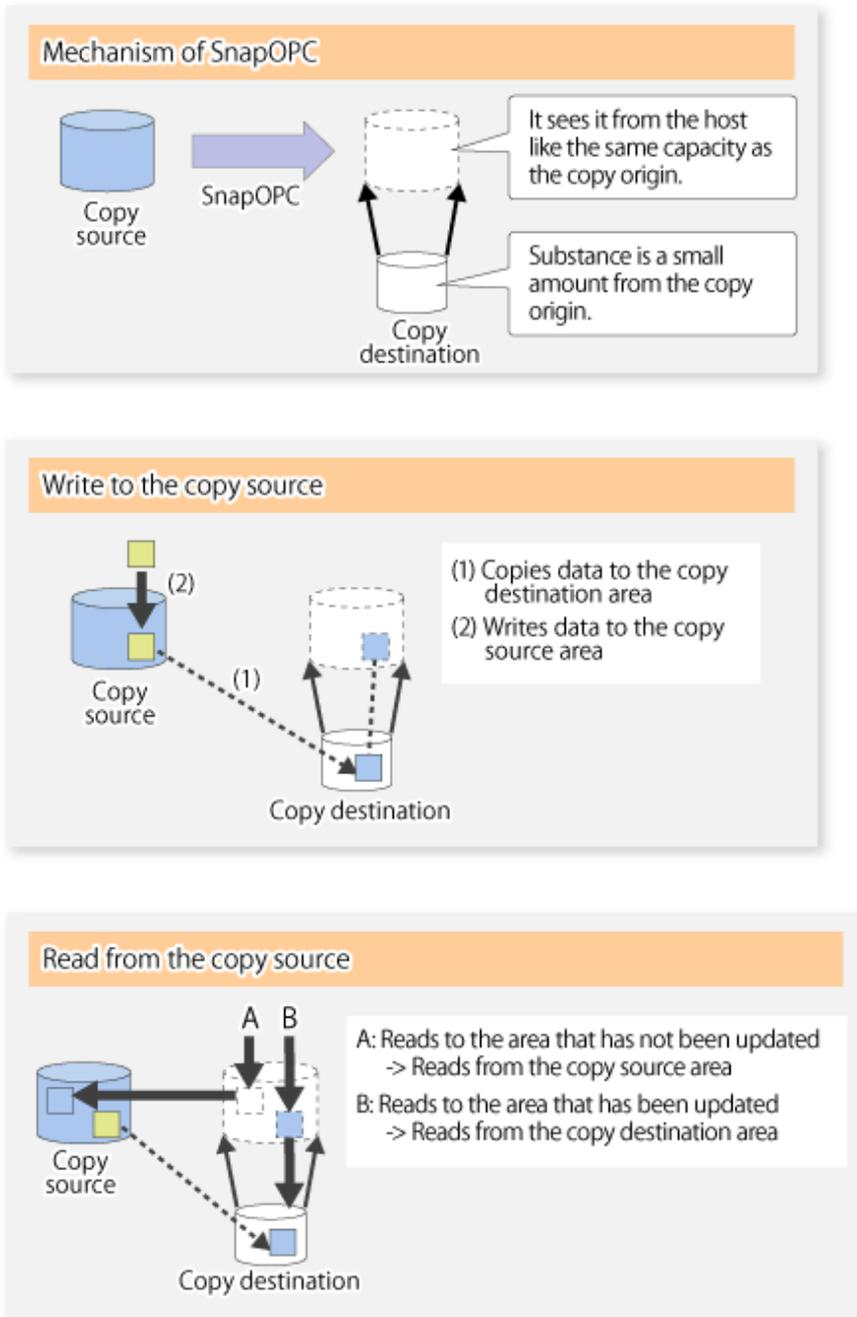 Mechanism of SnapOPC
Copy
source
SnapOPC
It sees it from the host
like the same capacity as
the copy origin.
Substance is a small
amount from the copy
origin.
Copy
destination
Write to the copy source
(2)
(1)
Copy
source
Copy destination
(1) Copies data to the copy
destination area
(2) Writes data to the copy
source area
Read from the copy source
A B
Copy
source
Copy destination
A: Reads to the area that has not been updated
-> Reads from the copy source area
B: Reads to the area that has been updated
-> Reads from the copy destination area